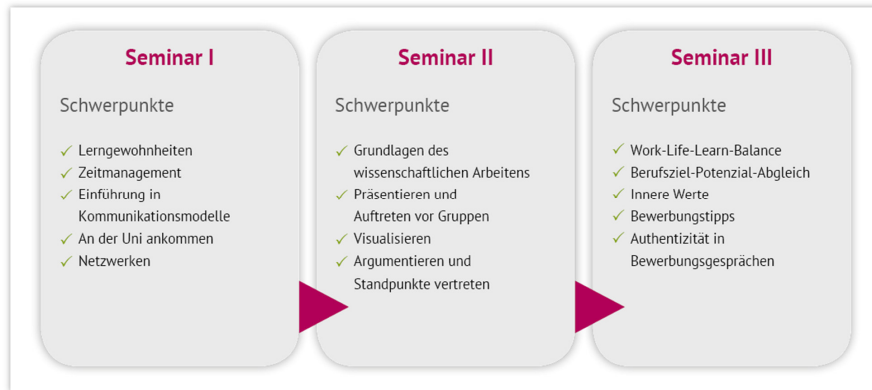 Seminar I
Schwerpunkte
Lerngewohnheiten
Zeitmanagement
Einführung in
Kommunikationsmodelle
An der Uni ankommen
Netzwerken
Seminar II
Schwerpunkte
Grundlagen des
wissenschaftlichen Arbeitens
Präsentieren und
Auftreten vor Gruppen
Visualisieren
Argumentieren und
Standpunkte vertreten
Seminar III
Schwerpunkte
Work-Life-Learn-Balance
Berufsziel-Potenzial-Abgleich
Innere Werte
Bewerbungstipps
Authentizität in
Bewerbungsgesprächen